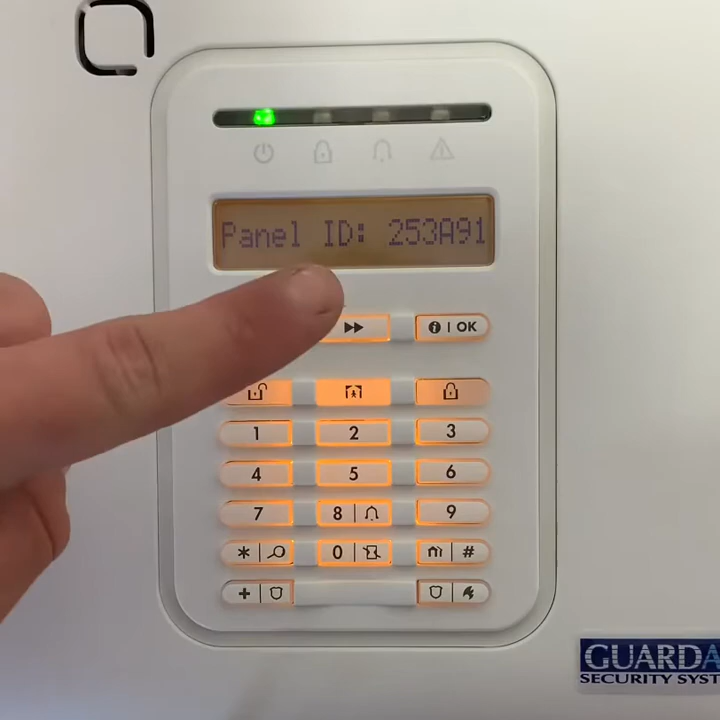 Panel ID: 253A91
i | OK
1 2 3
4 5 6
7 8 9
* 0 #
+
GUARDA
SECURITY SYST